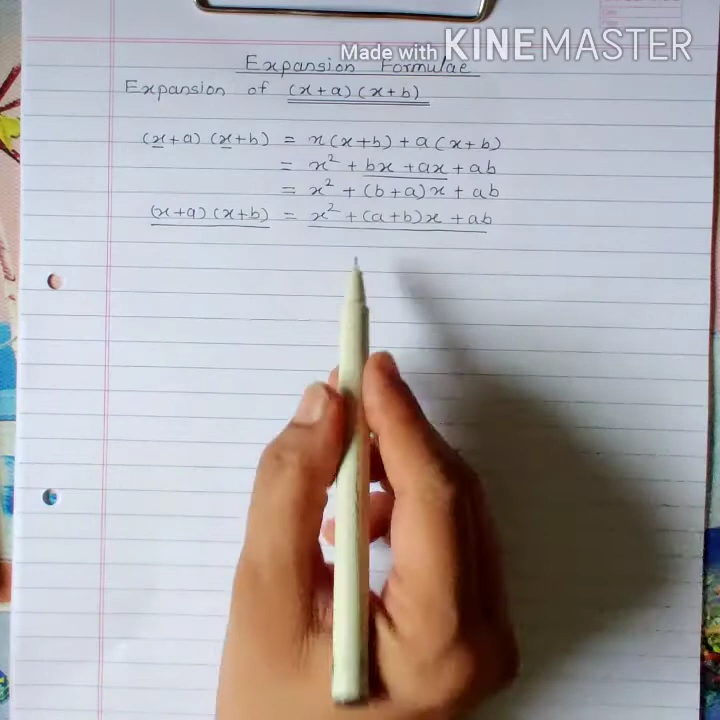 Made with KINEMASTER
Expansion Formulae
Expansion of (x+a)(x+b)
(x+a)(x+b) = x(x+b)+a(x+b)
= x² + bx + ax + ab
= x² + (b+a)x + ab
(x+a)(x+b) = x² + (a+b)x + ab